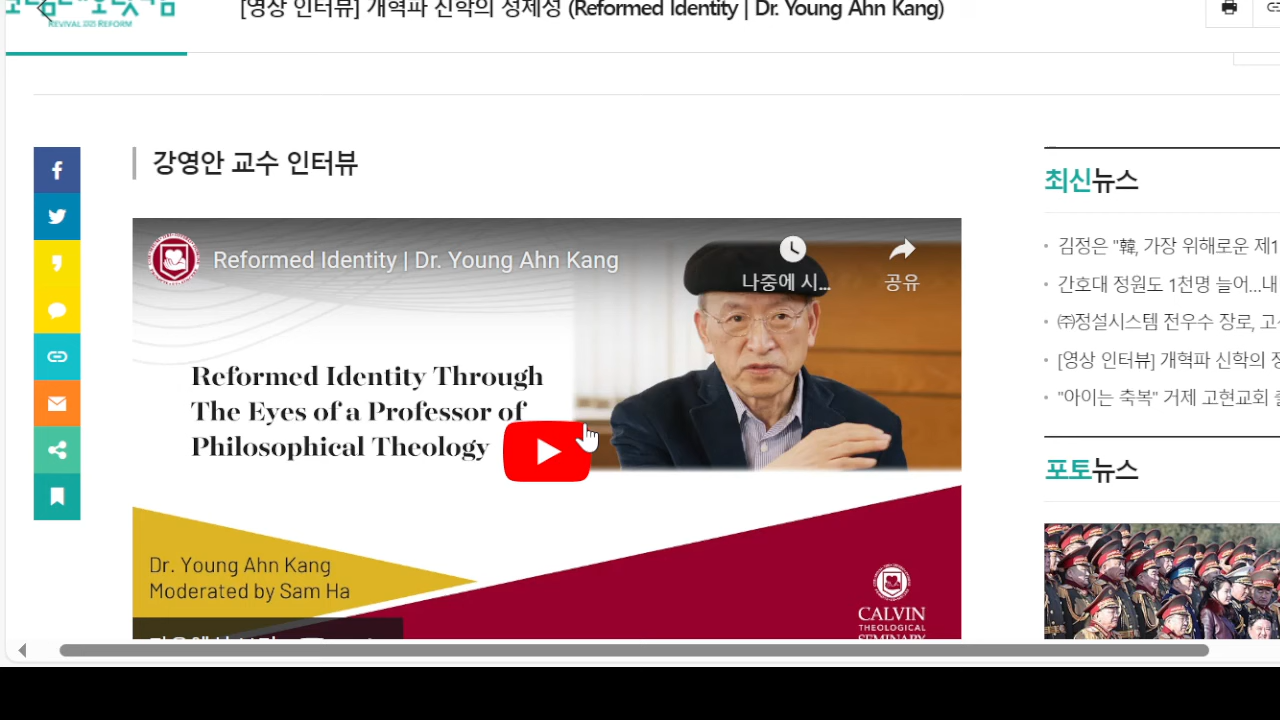 REVIVAL AND REFORM
[영상 인터뷰] 개혁파 신학의 정체성 (Reformed Identity | Dr. Young Ahn Kang)
강영안 교수 인터뷰
Reformed Identity | Dr. Young Ahn Kang
나중에 시...
공유
Reformed Identity Through
The Eyes of a Professor of
Philosophical Theology
Dr. Young Ahn Kang
Moderated by Sam Ha
CALVIN
THEOLOGICAL
SEMINARY
최신뉴스
김정은 "韓, 가장 위해로운 제1
간호대 정원도 1천명 늘어...내
㈜정설시스템 전우수 장로, 고
[영상 인터뷰] 개혁파 신학의 정
"아이는 축복" 거제 고현교회 출
포토뉴스